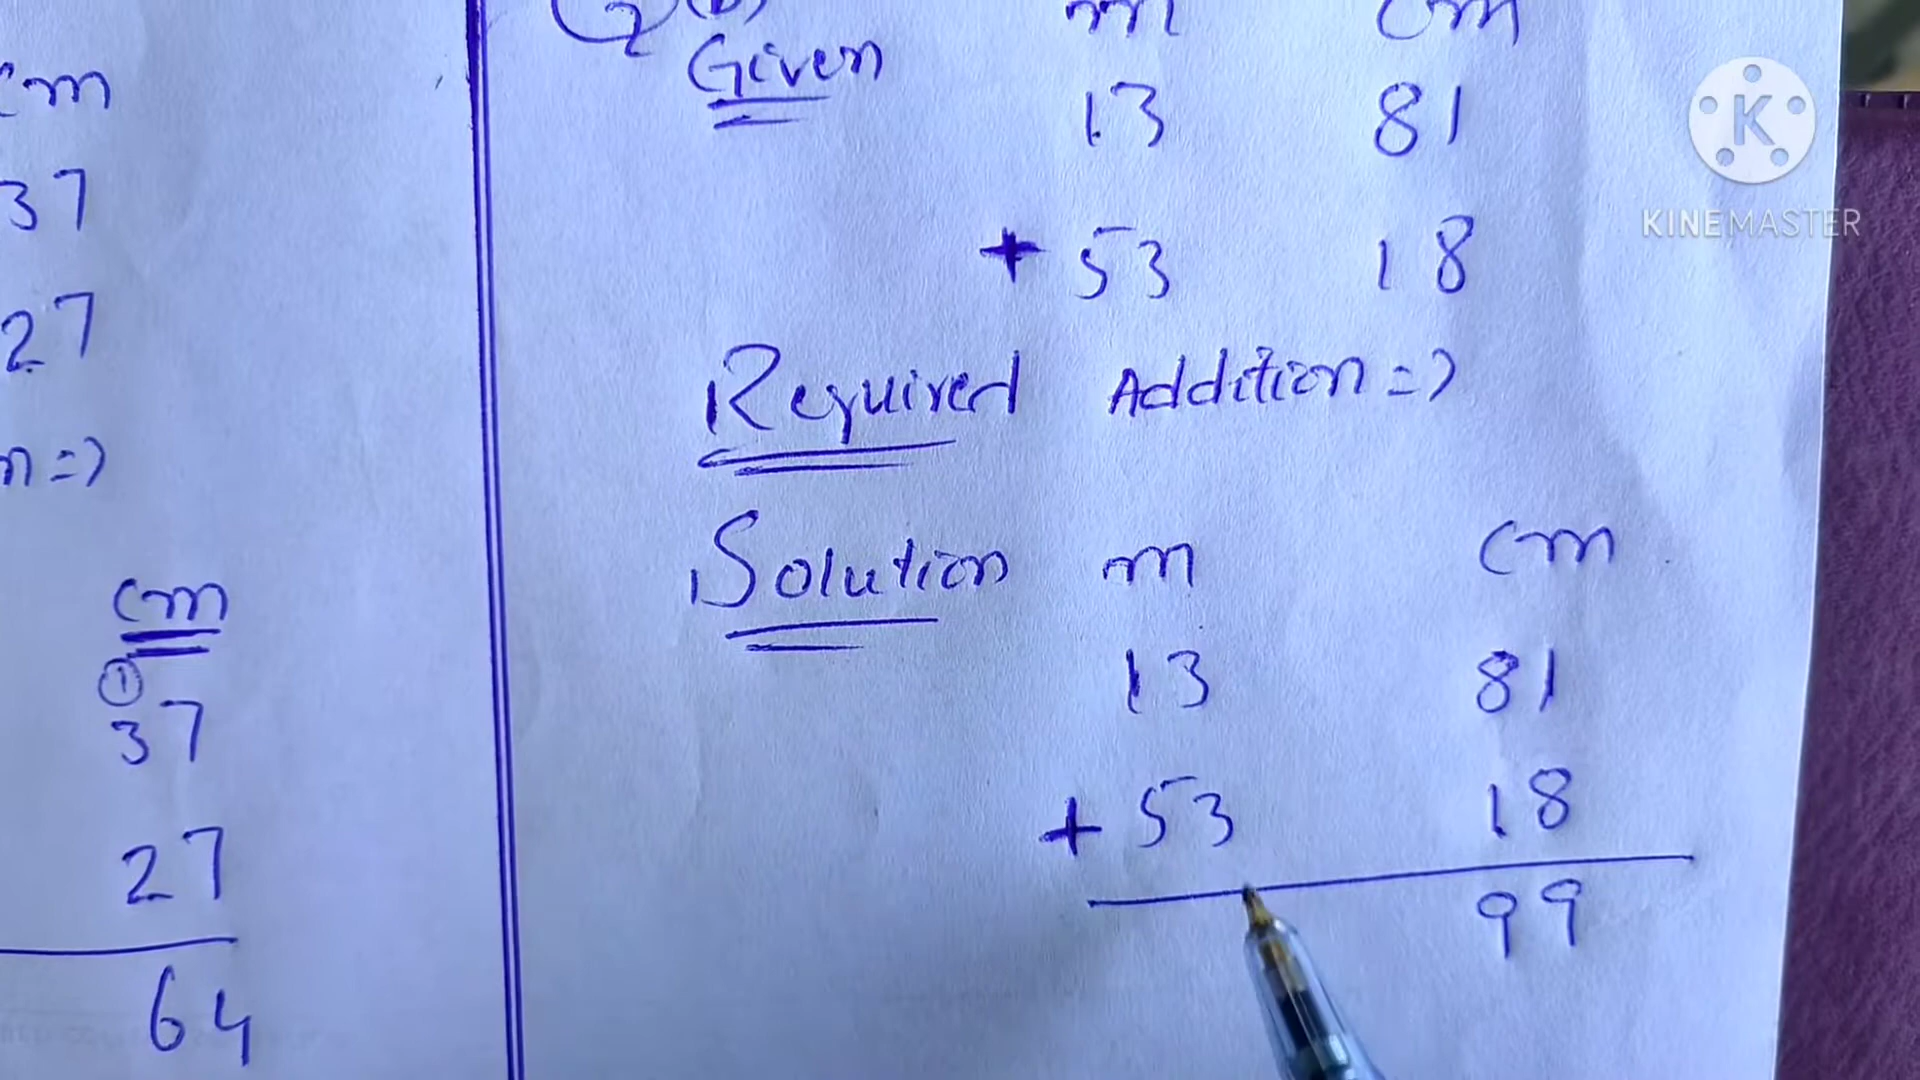 cm
37
27
n =>
cm
1
37
27
64
Q2 (b) m cm
Given 13 81
+ 53 18
Required Addition =>
Solution m cm
13 81
+ 53 18
99
K
KINEMASTER